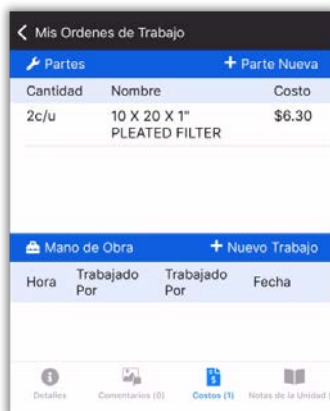 Mis Ordenes de Trabajo
Partes + Parte Nueva
Cantidad Nombre Costo
2c/u 10 X 20 X 1" $6.30
PLEATED FILTER
Mano de Obra + Nuevo Trabajo
Hora Trabajado Por Trabajado Por Fecha
Detalles Comentarios (0) Costos (1) Notas de la Unidad